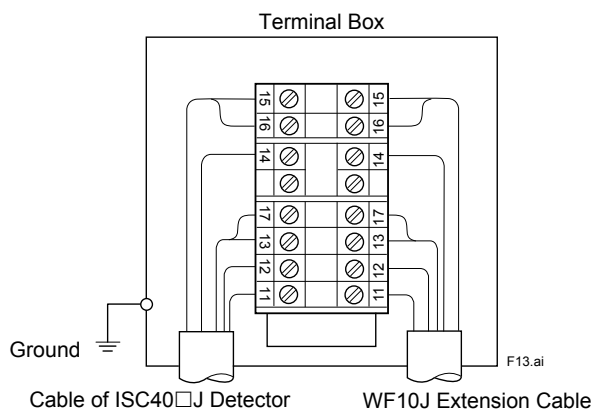 Terminal Box
15 15
16 16
14 14
17 17
13 13
12 12
11 11
Ground
F13.ai
Cable of ISC40□J Detector
WF10J Extension Cable